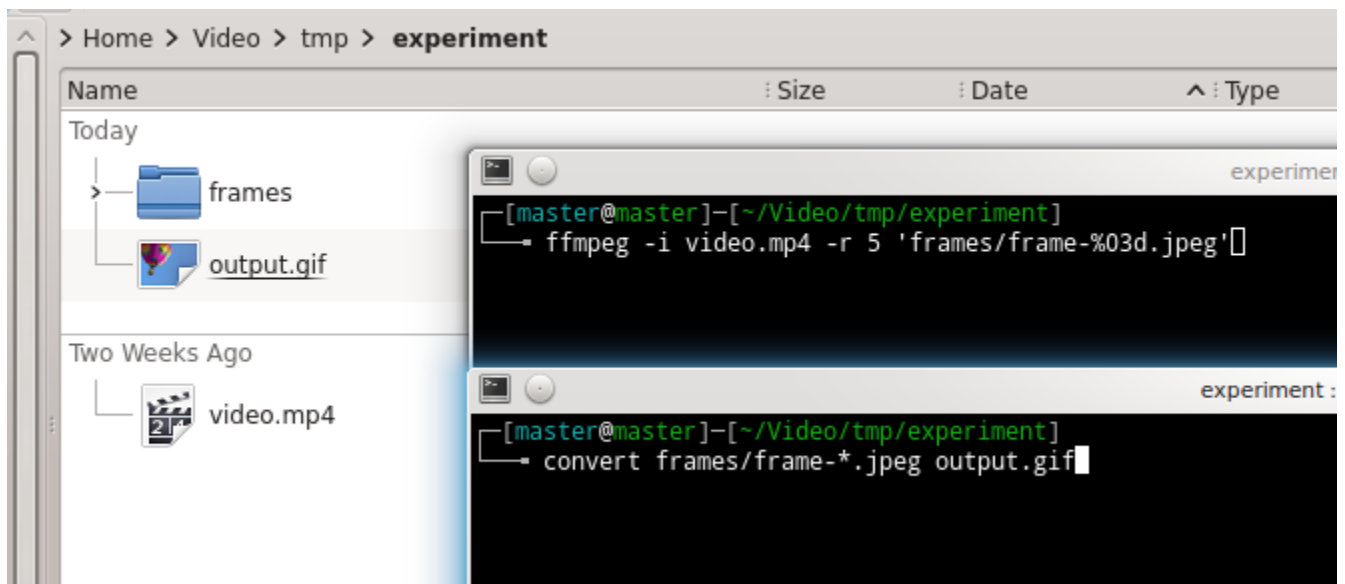 > Home > Video > tmp > experiment
Name Size Date Type
Today
frames
output.gif
Two Weeks Ago
video.mp4
[master@master]-[~/Video/tmp/experiment]
ffmpeg -i video.mp4 -r 5 'frames/frame-%03d.jpeg'
experiment :
[master@master]-[~/Video/tmp/experiment]
convert frames/frame-*.jpeg output.gif